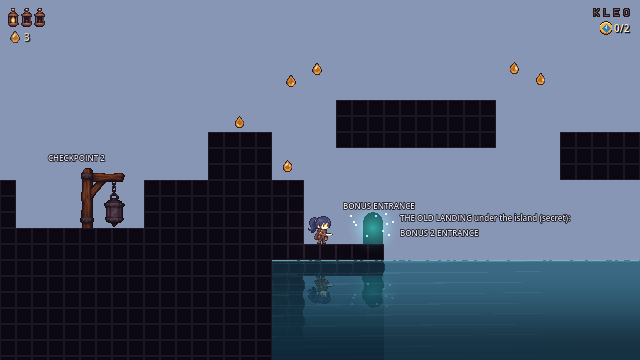 KLEO
3
0/2
CHECKPOINT 2
BONUS ENTRANCE
THE OLD LANDING under the island (secret):
BONUS 2 ENTRANCE